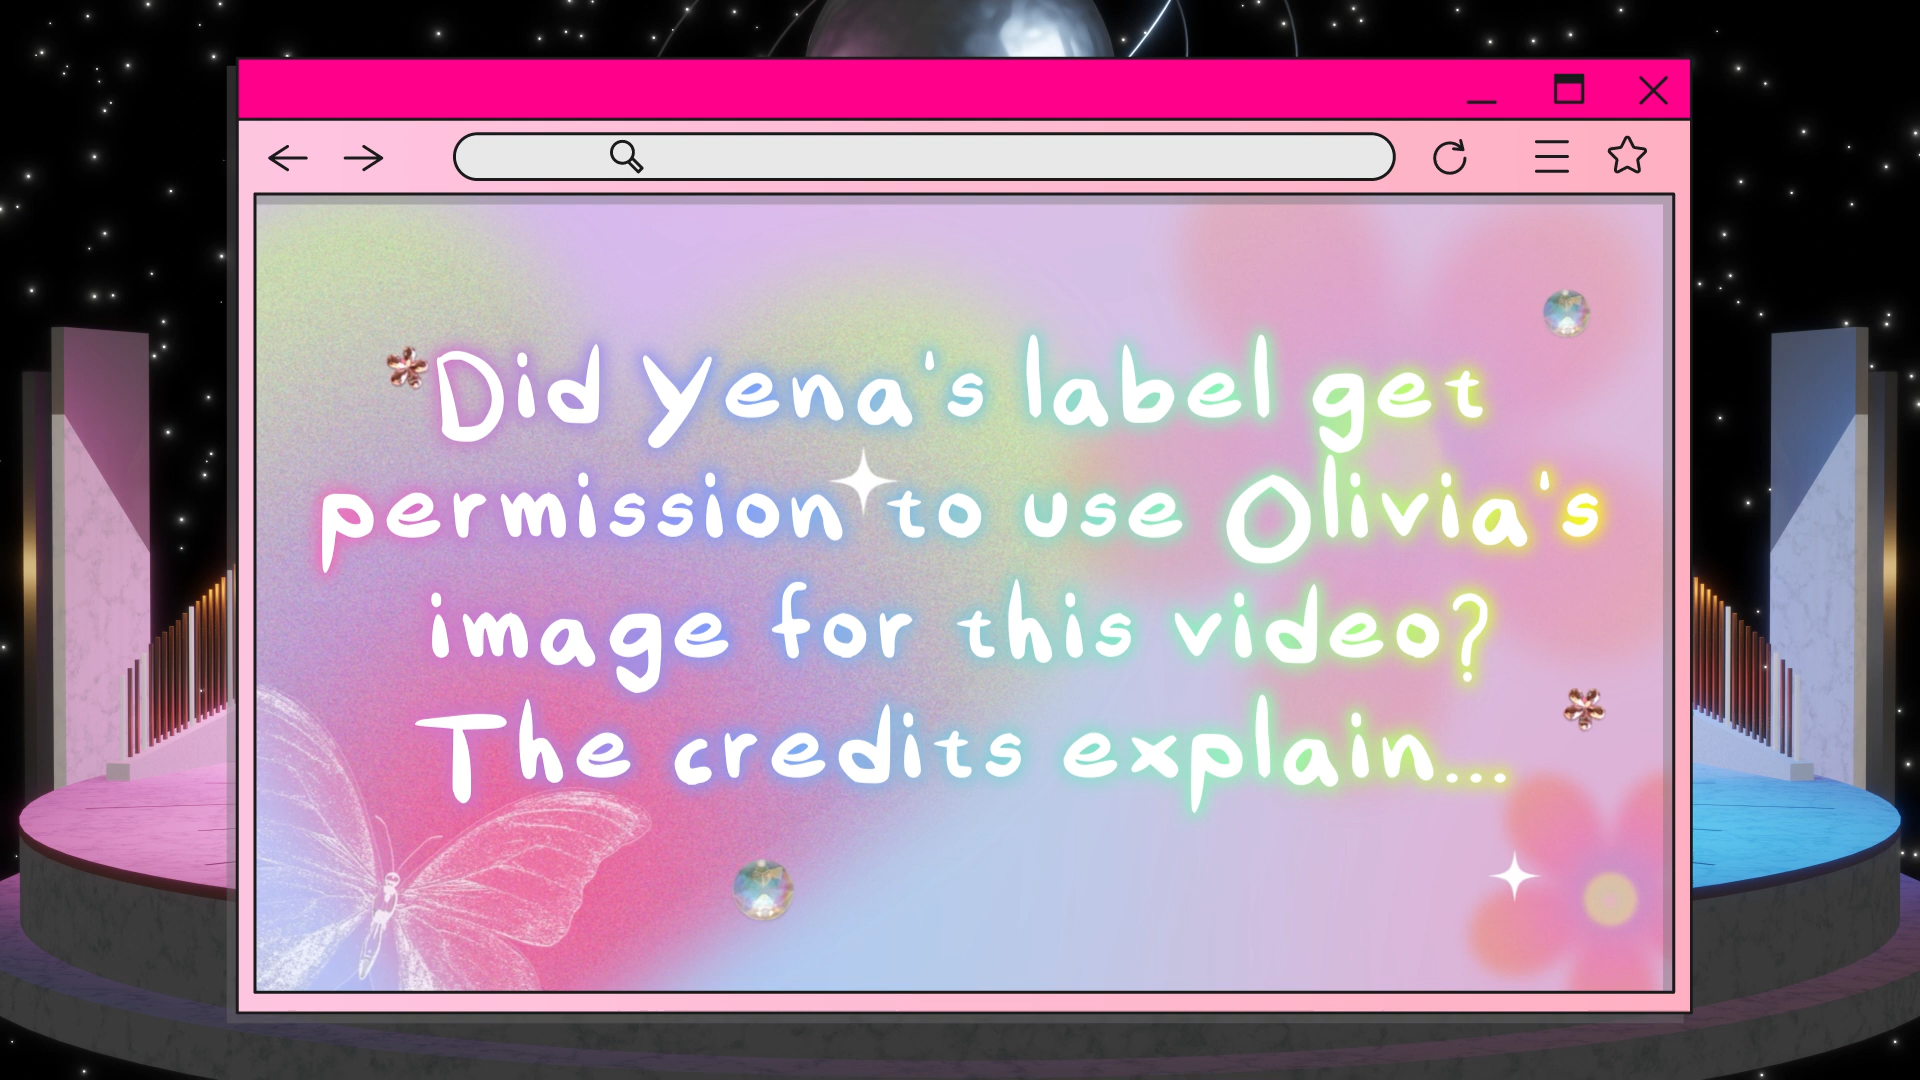 Did Yena's label get
permission to use Olivia's
image for this video?
The credits explain...